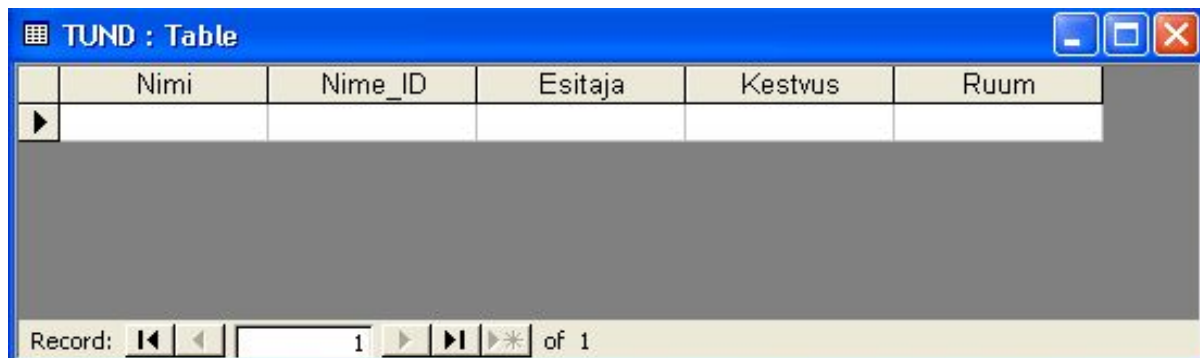 TUND : Table
Nimi Nime_ID Esitaja Kestvus Ruum
Record: 1 of 1